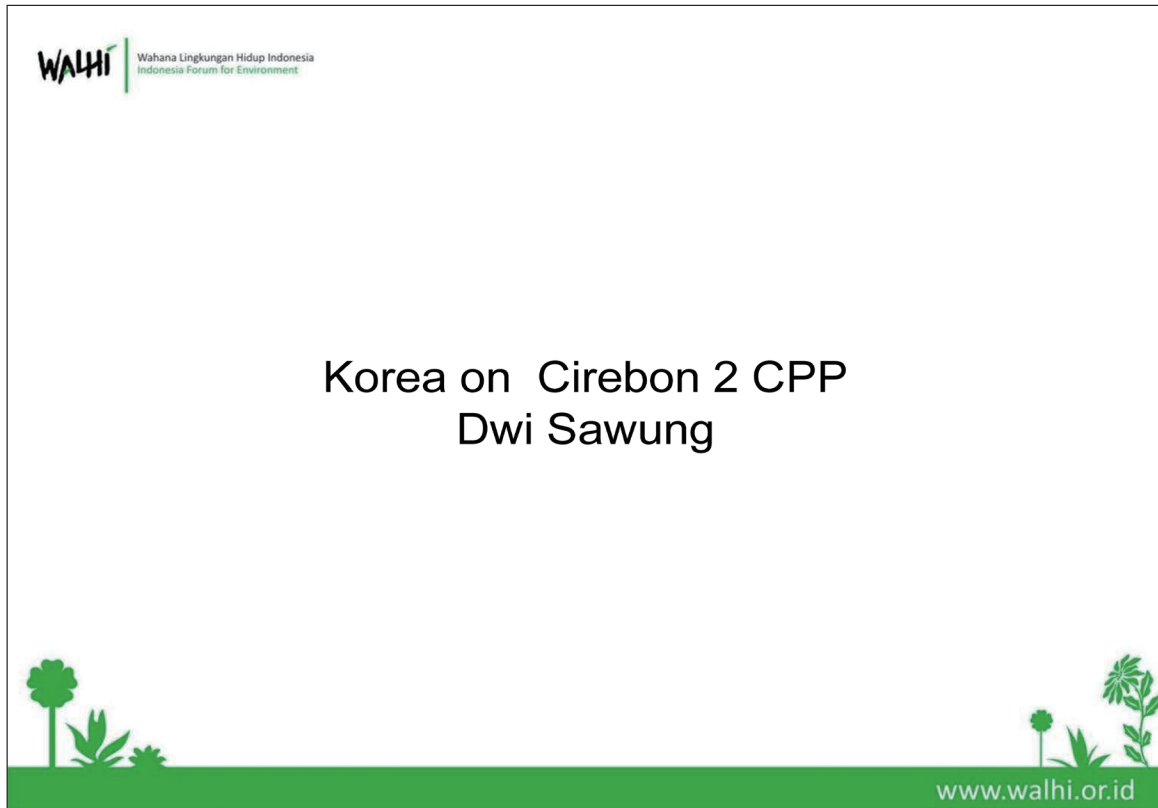 WALHI
Wahana Lingkungan Hidup Indonesia
Indonesia Forum for Environment
Korea on Cirebon 2 CPP
Dwi Sawung
www.walhi.or.id